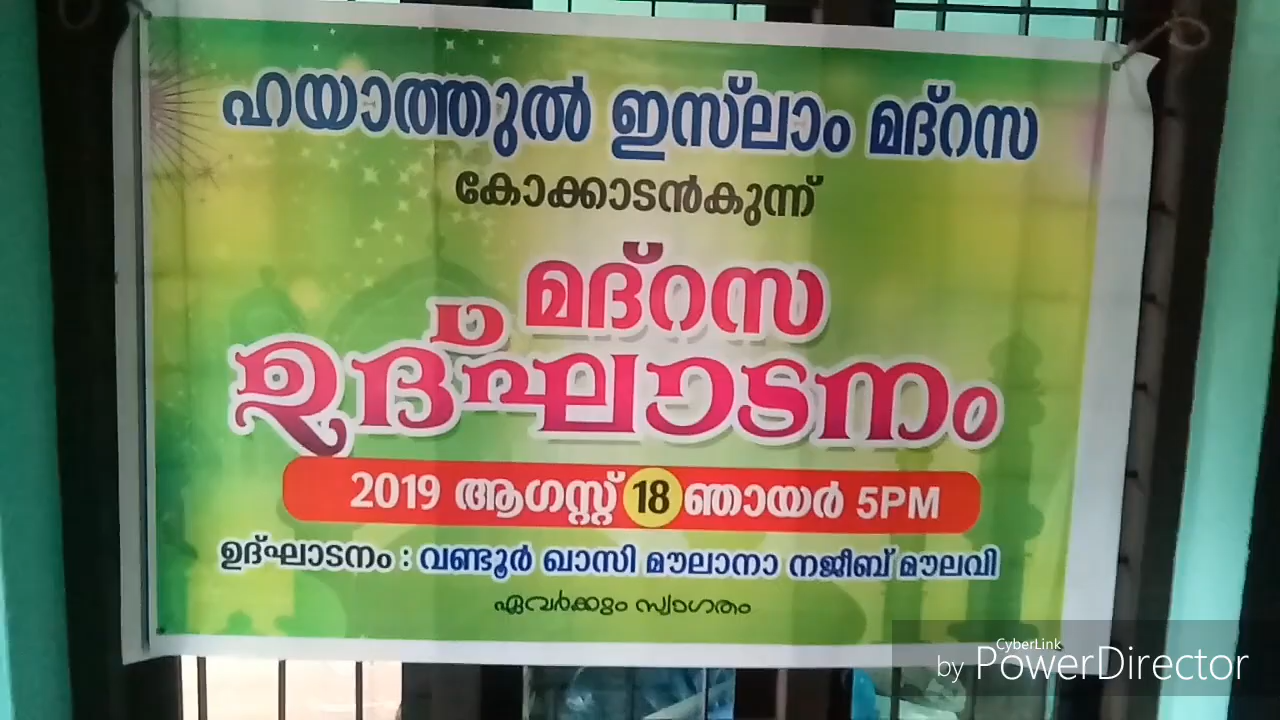 ഹയാത്തുൽ ഇസ്‌ലാം മദ്റസ
കോക്കാടൻകുന്ന്
മദ്റസ
ഉദ്ഘാടനം
2019 ആഗസ്റ്റ് 18 ഞായർ 5PM
ഉദ്ഘാടനം : വണ്ടൂർ ഖാസി മൗലാനാ നജീബ് മൗലവി
ഏവർക്കും സ്വാഗതം
CyberLink
by PowerDirector